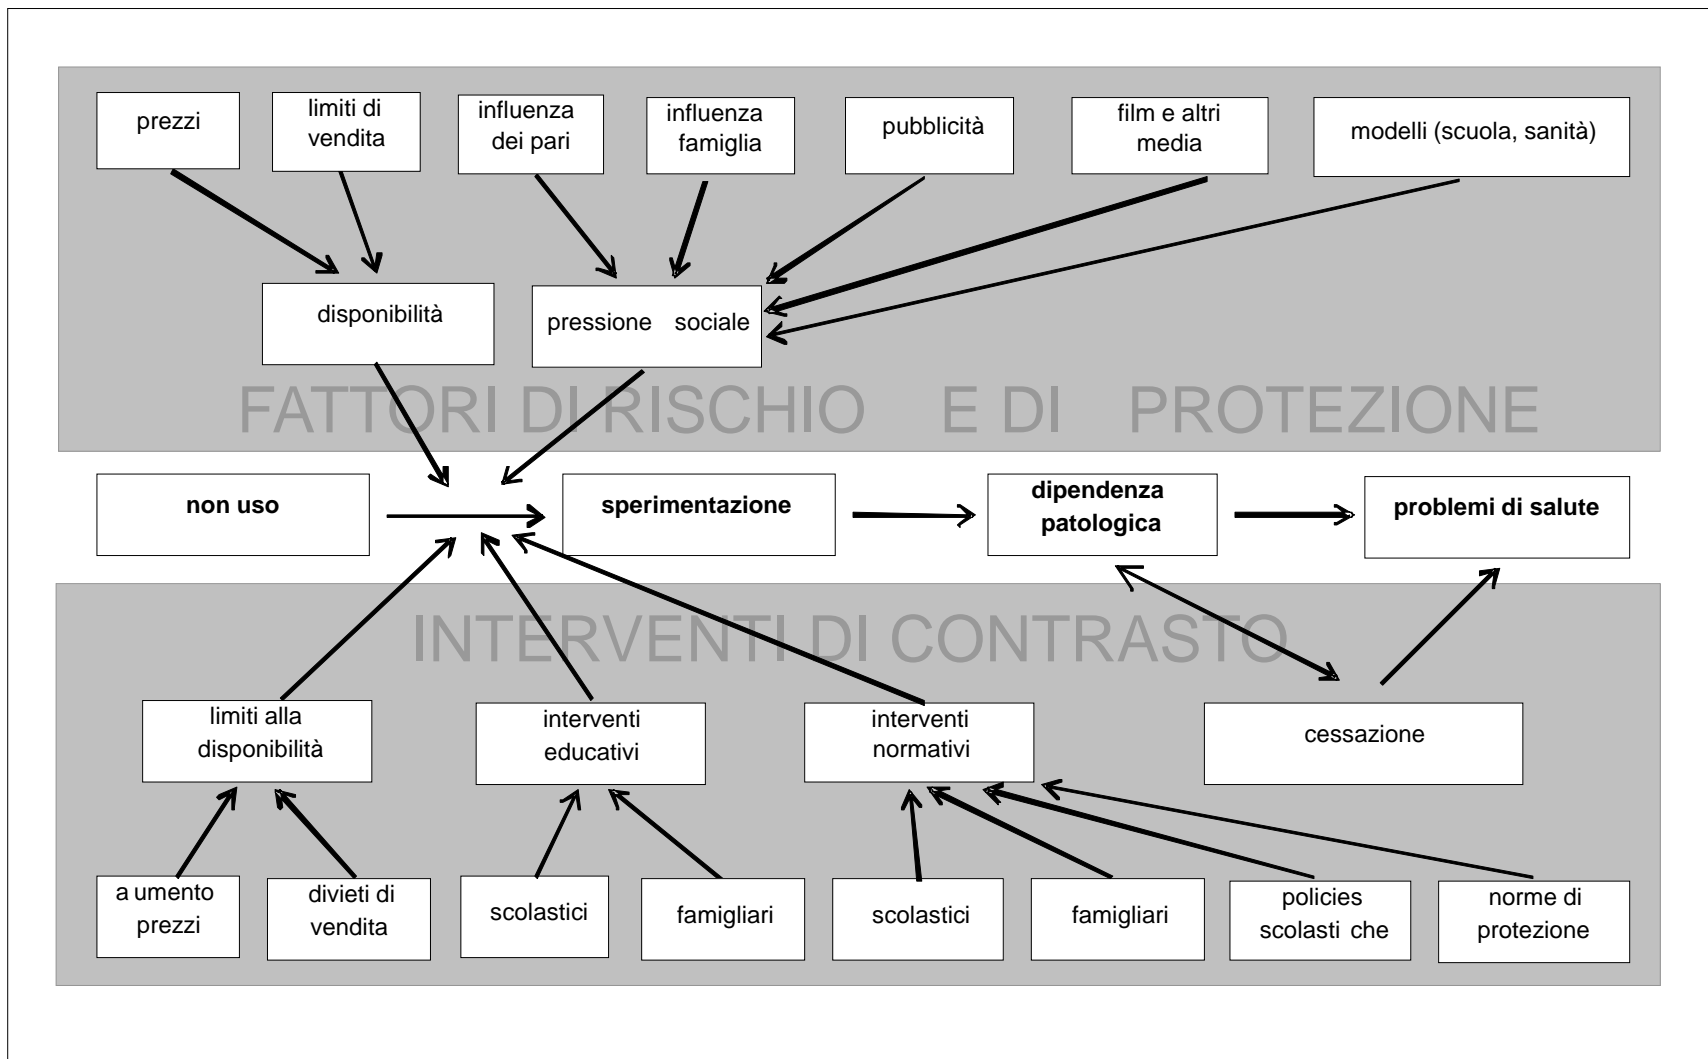 prezzi
limiti di
vendita
influenza
dei pari
influenza
famiglia
pubblicità
film e altri
media
modelli (scuola, sanità)
disponibilità
pressione sociale
FATTORI DI RISCHIO E DI PROTEZIONE
non uso
sperimentazione
dipendenza
patologica
problemi di salute
INTERVENTI DI CONTRASTO
limiti alla
disponibilità
interventi
educativi
interventi
normativi
cessazione
a umento
prezzi
divieti di
vendita
scolastici
famigliari
scolastici
famigliari
policies
scolasti che
norme di
protezione